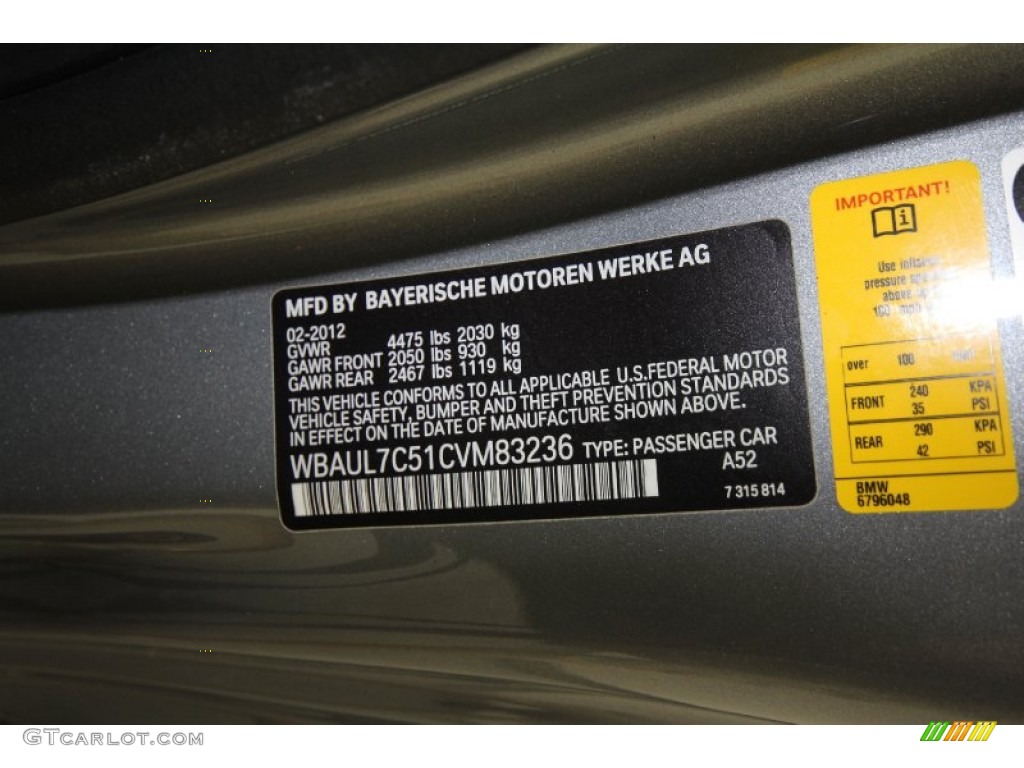 MFD BY BAYERISCHE MOTOREN WERKE AG
02-2012
GVWR 4475 lbs 2030 kg
GAWR FRONT 2050 lbs 930 kg
GAWR REAR 2467 lbs 1119 kg
THIS VEHICLE CONFORMS TO ALL APPLICABLE U.S.FEDERAL MOTOR
VEHICLE SAFETY, BUMPER AND THEFT PREVENTION STANDARDS
IN EFFECT ON THE DATE OF MANUFACTURE SHOWN ABOVE.
WBAUL7C51CVM83236 TYPE: PASSENGER CAR
A52
7 315 814
IMPORTANT!
Use
pressure
above
100
over 100
FRONT 240 KPA
35 PSI
REAR 290 KPA
42 PSI
BMW
6796048
GTCARLOT.COM